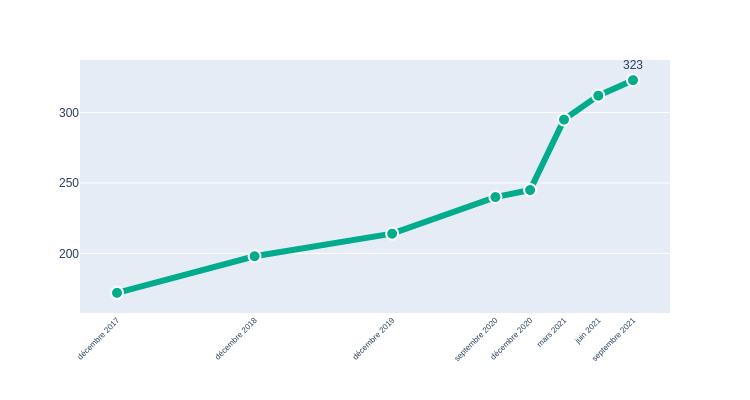 323
300
250
200
décembre 2017
décembre 2018
décembre 2019
septembre 2020
décembre 2020
mars 2021
juin 2021
septembre 2021